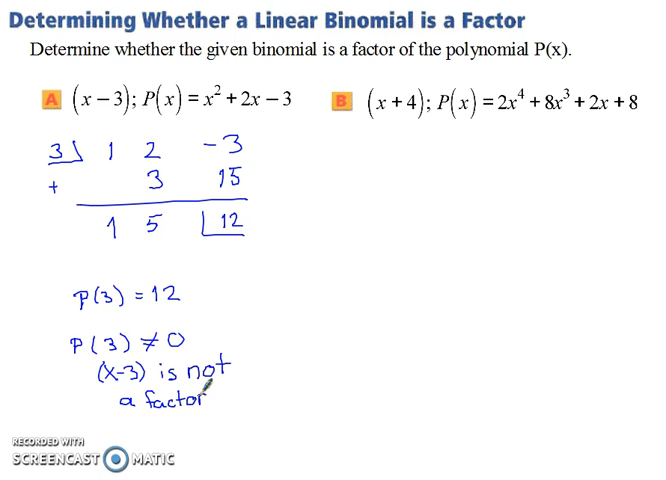 Determining Whether a Linear Binomial is a Factor
Determine whether the given binomial is a factor of the polynomial P(x).
A (x − 3); P(x) = x² + 2x − 3
B (x + 4); P(x) = 2x⁴ + 8x³ + 2x + 8
3 1 2 −3
+ 3 15
1 5 12
P(3) = 12
P(3) ≠ 0
(x−3) is not
a factor
RECORDED WITH
SCREENCAST MATIC